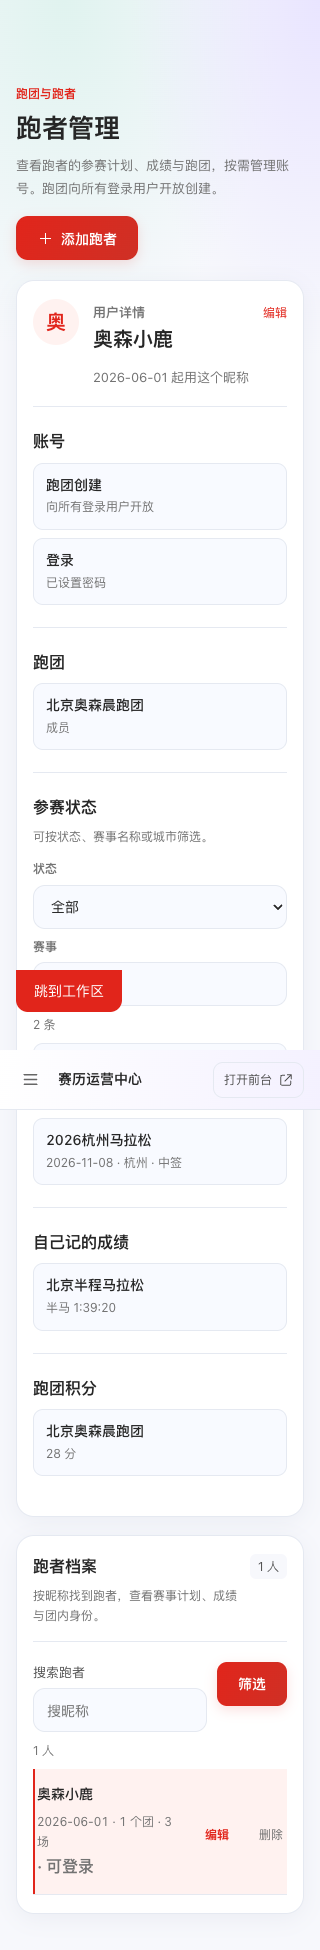 跑团与跑者
跑者管理
查看跑者的参赛计划、成绩与跑团，按需管理账
号。跑团向所有登录用户开放创建。
添加跑者
奥
用户详情
编辑
奥森小鹿
2026-06-01 起用这个昵称
账号
跑团创建
向所有登录用户开放
登录
已设置密码
跑团
北京奥森晨跑团
成员
参赛状态
可按状态、赛事名称或城市筛选。
状态
全部
赛事
跳到工作区
2 条
赛历运营中心
打开前台
2026杭州马拉松
2026-11-08 · 杭州 · 中签
自己记的成绩
北京半程马拉松
半马 1:39:20
跑团积分
北京奥森晨跑团
28 分
跑者档案
1 人
按昵称找到跑者，查看赛事计划、成绩
与团内身份。
搜索跑者
筛选
搜昵称
1 人
奥森小鹿
2026-06-01 · 1 个团 · 3
场
编辑
删除
· 可登录